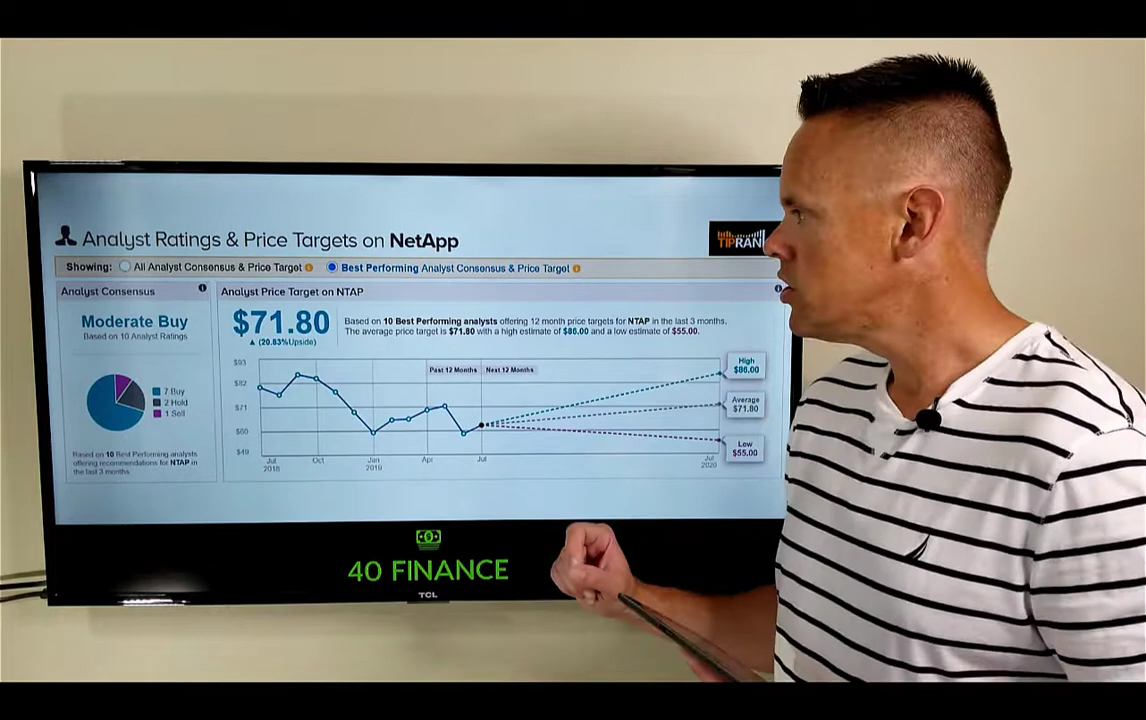 Analyst Ratings & Price Targets on NetApp
TIPRAN
Showing: All Analyst Consensus & Price Target Best Performing Analyst Consensus & Price Target
Analyst Consensus
Moderate Buy
Based on 10 Analyst Ratings
7 Buy
2 Hold
1 Sell
Based on 10 Best Performing analysts
offering recommendations for NTAP in
the last 3 months
Analyst Price Target on NTAP
$71.80
▲ (20.83% Upside)
Based on 10 Best Performing analysts offering 12 month price targets for NTAP in the last 3 months.
The average price target is $71.80 with a high estimate of $86.00 and a low estimate of $55.00.
$93
$82
$71
$60
$49
Past 12 Months Next 12 Months
High
$86.00
Average
$71.80
Low
$55.00
Jul
2018
Oct
Jan
2019
Apr
Jul
Jul
2020
40 FINANCE
TCL